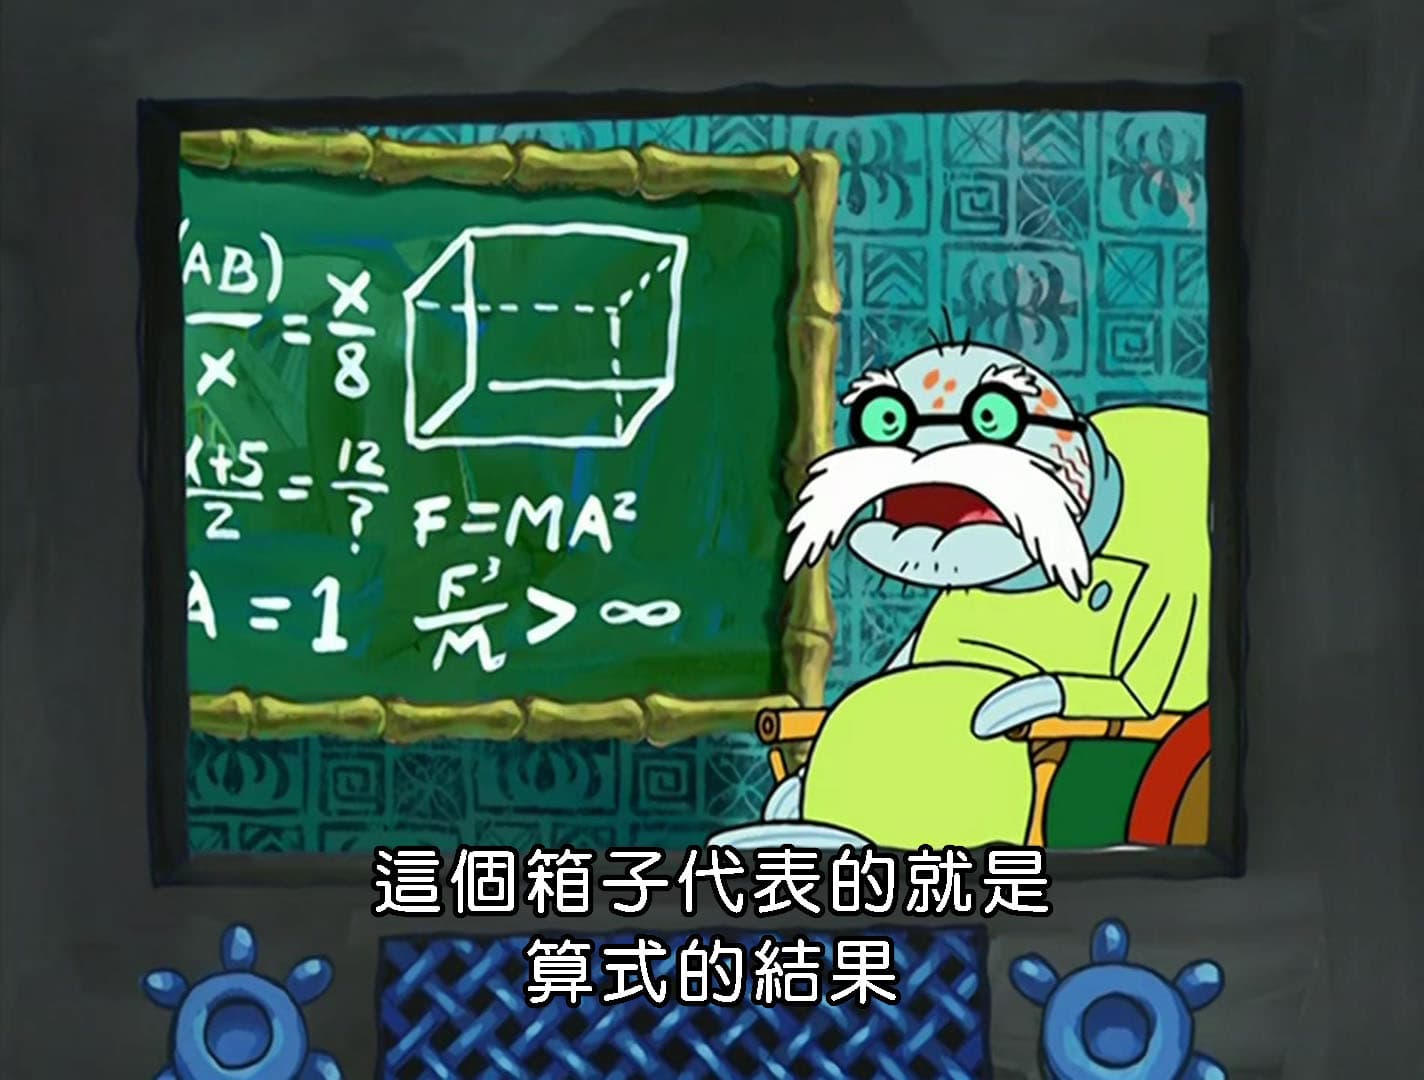 (AB)/x = x/8
x+5/2 = 12/?
F=MA²
A=1
F³/M > ∞
這個箱子代表的就是
算式的結果